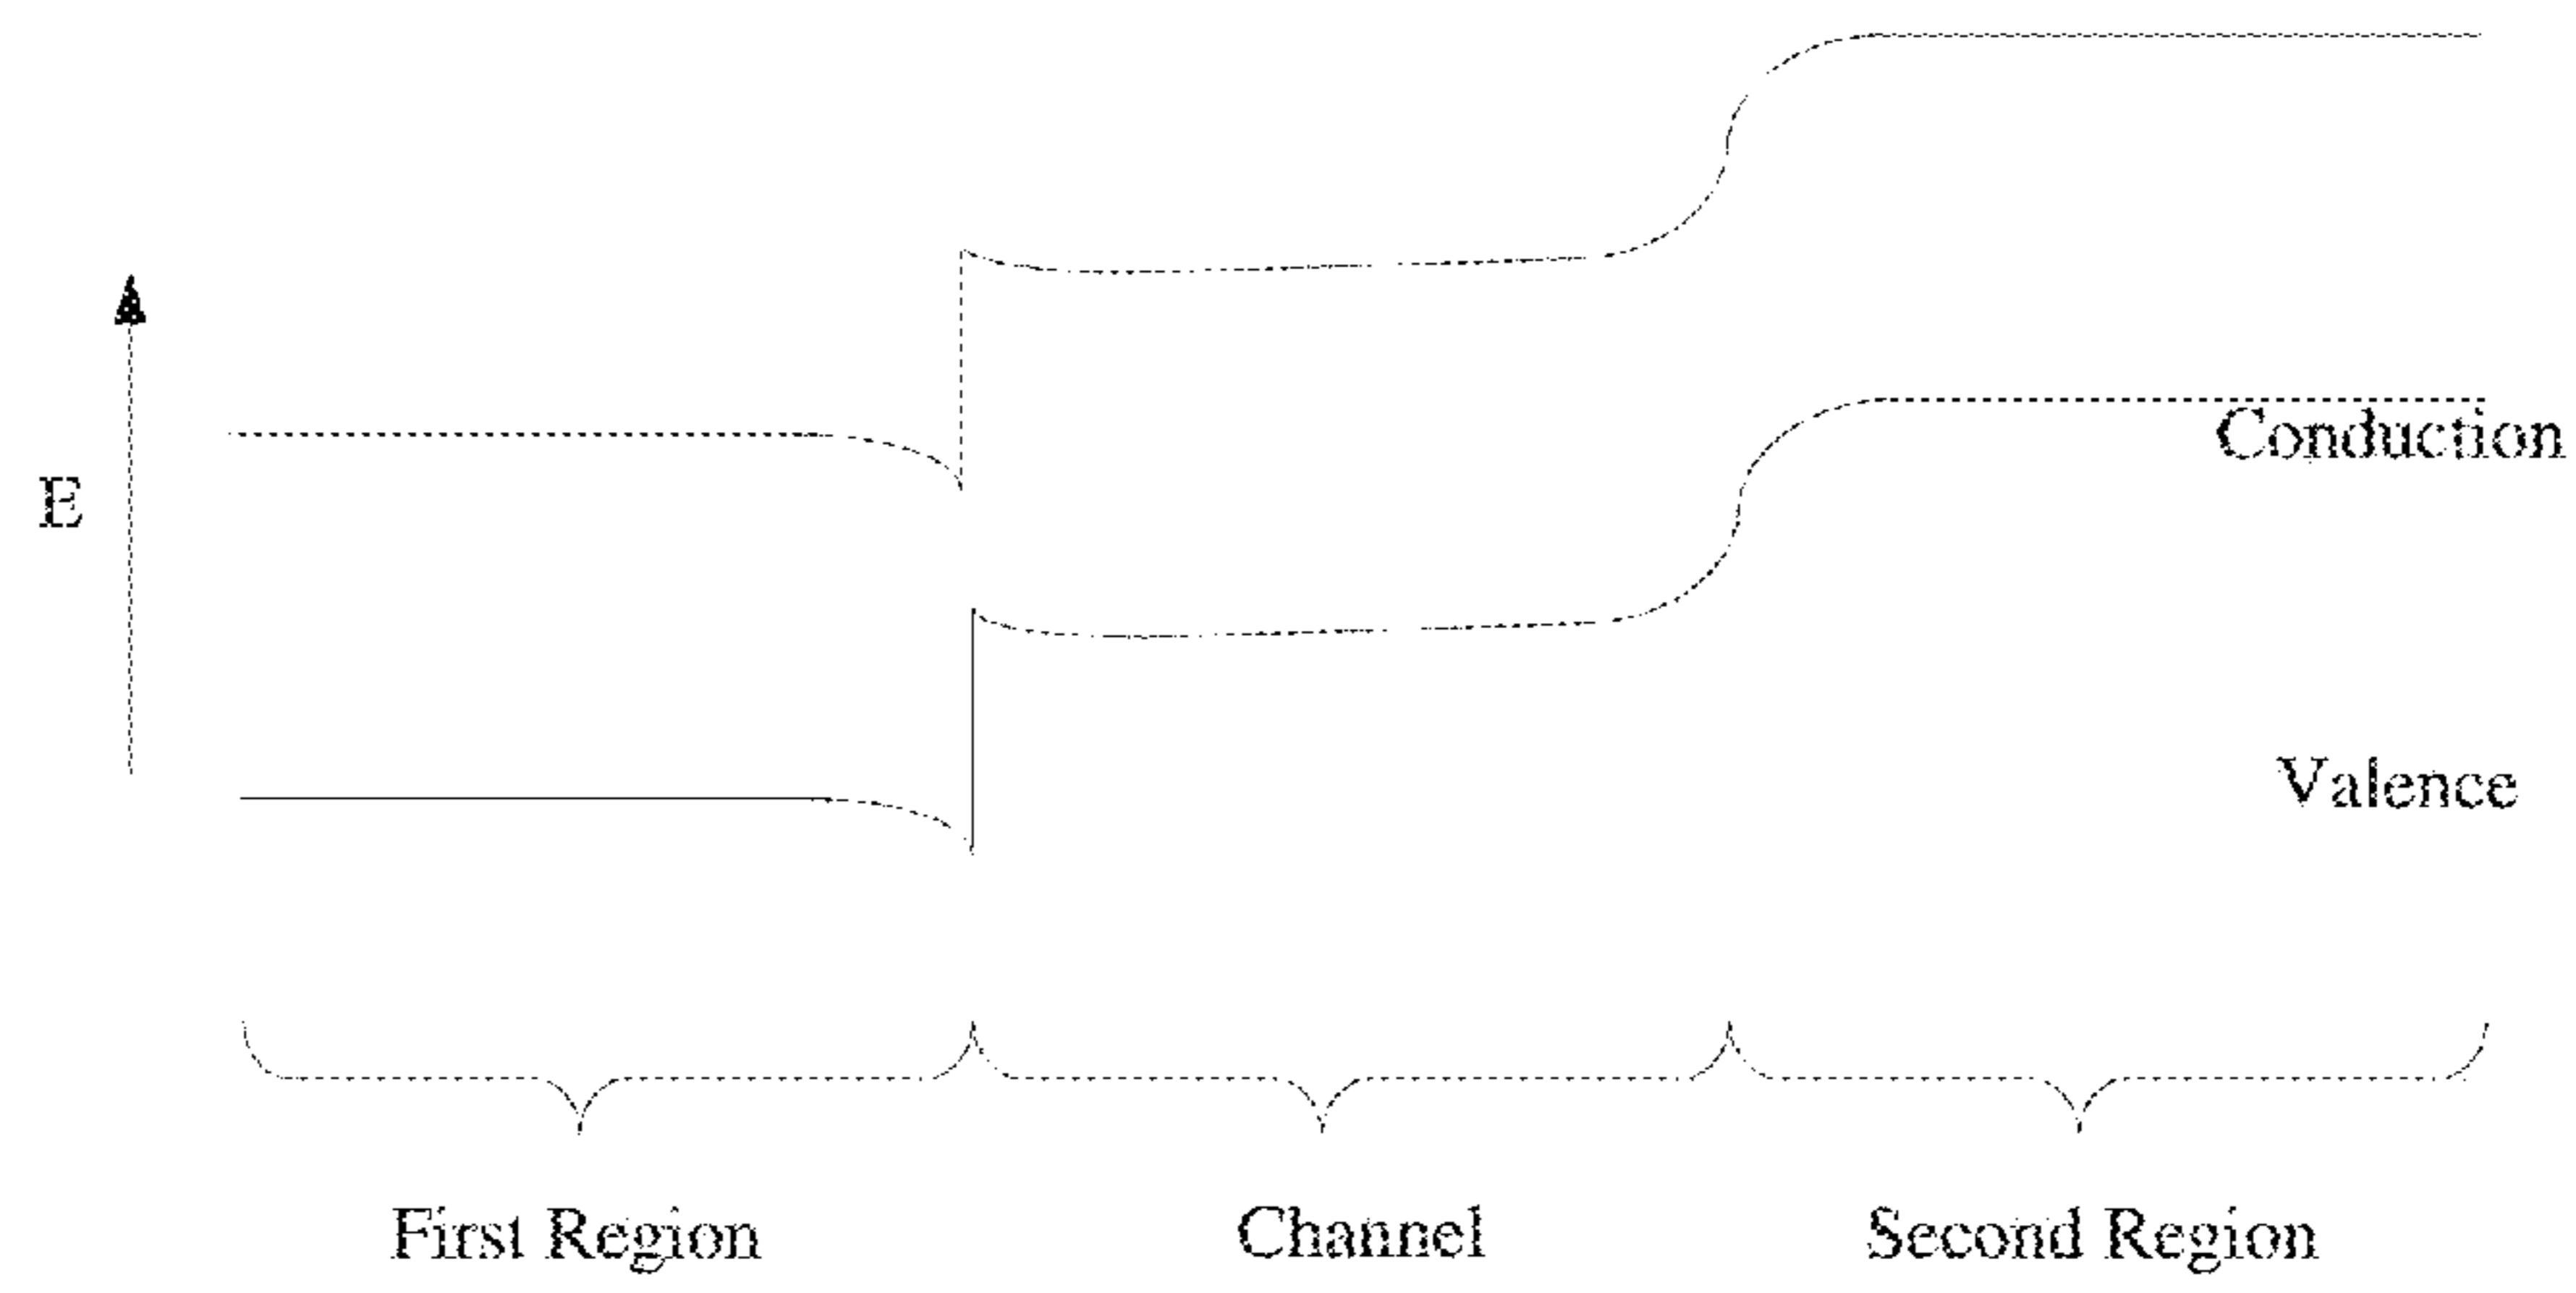 E
Conduction
Valence
First Region
Channel
Second Region